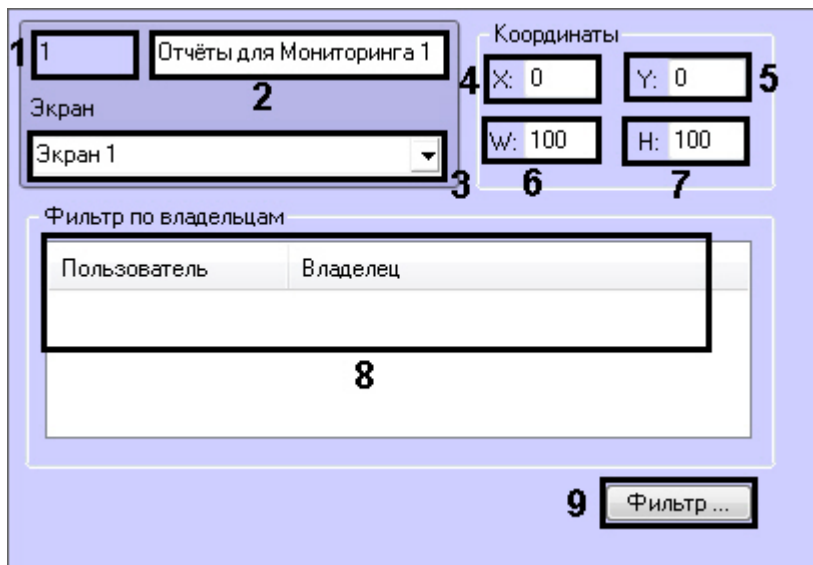 1 1 Отчёты для Мониторинга 1
2
Экран
Экран 1
3
Координаты
4 X: 0 Y: 0 5
W: 100 H: 100
6 7
Фильтр по владельцам
Пользователь Владелец
8
9 Фильтр ...